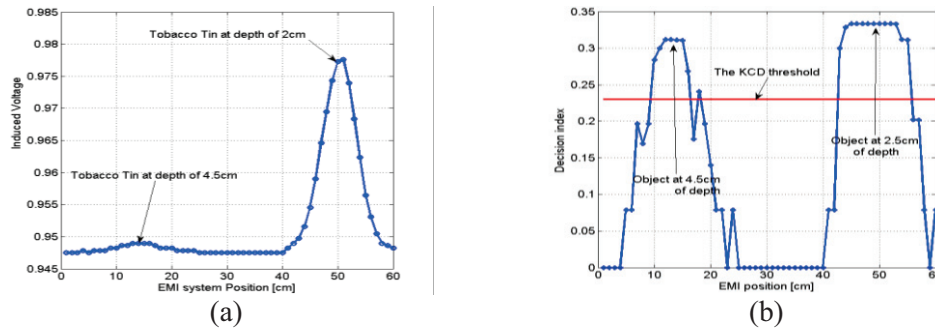 0.985
0.98
0.975
0.97
0.965
0.96
0.955
0.95
0.945
Induced Voltage
Tobacco Tin at depth of 2cm
Tobacco Tin at depth of 4.5cm
0 10 20 30 40 50 60
EMI system Position [cm]
(a)
0.35
0.3
0.25
0.2
0.15
0.1
0.05
0
Decision index
The KCD threshold
Object at 4.5cm
of depth
Object at 2.5cm
of depth
0 10 20 30 40 50 60
EMI position [cm]
(b)